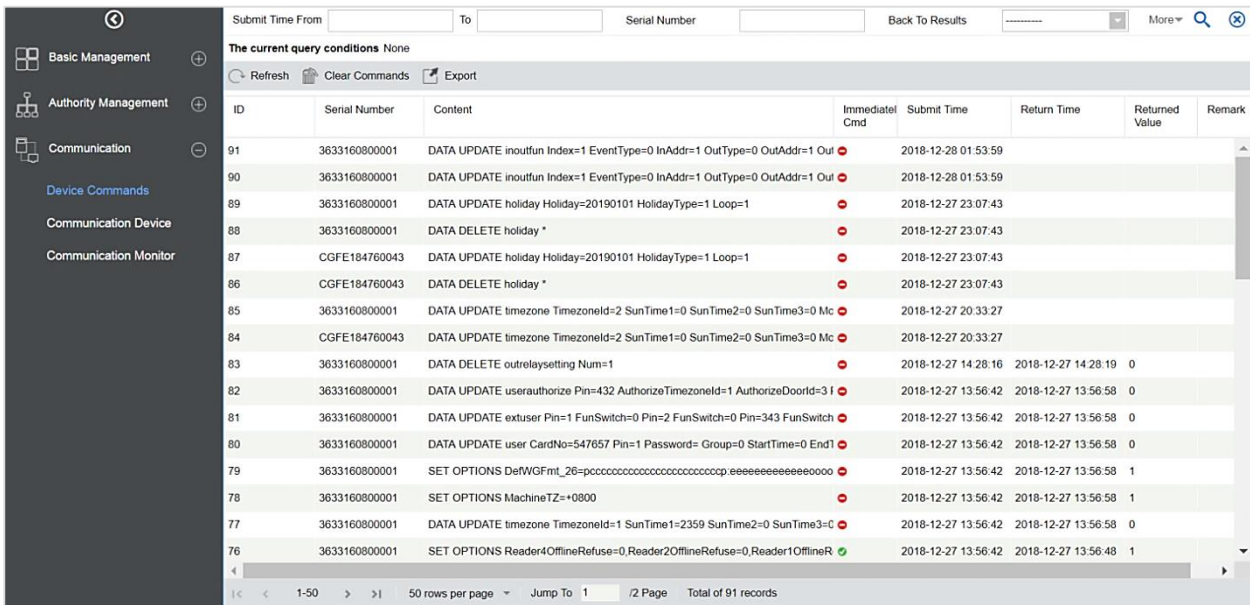 Submit Time From To Serial Number Back To Results ---------- More
The current query conditions None
Refresh Clear Commands Export
Basic Management
Authority Management
Communication
Device Commands
Communication Device
Communication Monitor
ID Serial Number Content Immediatel Cmd Submit Time Return Time Returned Value Remark
91 3633160800001 DATA UPDATE inoutfun Index=1 EventType=0 InAddr=1 OutType=0 OutAddr=1 Out 2018-12-28 01:53:59
90 3633160800001 DATA UPDATE inoutfun Index=1 EventType=0 InAddr=1 OutType=0 OutAddr=1 Out 2018-12-28 01:53:59
89 3633160800001 DATA UPDATE holiday Holiday=20190101 HolidayType=1 Loop=1 2018-12-27 23:07:43
88 3633160800001 DATA DELETE holiday * 2018-12-27 23:07:43
87 CGFE184760043 DATA UPDATE holiday Holiday=20190101 HolidayType=1 Loop=1 2018-12-27 23:07:43
86 CGFE184760043 DATA DELETE holiday * 2018-12-27 23:07:43
85 3633160800001 DATA UPDATE timezone TimezoneId=2 SunTime1=0 SunTime2=0 SunTime3=0 Mc 2018-12-27 20:33:27
84 CGFE184760043 DATA UPDATE timezone TimezoneId=2 SunTime1=0 SunTime2=0 SunTime3=0 Mc 2018-12-27 20:33:27
83 3633160800001 DATA DELETE outrelaysetting Num=1 2018-12-27 14:28:16 2018-12-27 14:28:19 0
82 3633160800001 DATA UPDATE userauthorize Pin=432 AuthorizeTimezoneId=1 AuthorizeDoorId=3 2018-12-27 13:56:42 2018-12-27 13:56:58 0
81 3633160800001 DATA UPDATE extuser Pin=1 FunSwitch=0 Pin=2 FunSwitch=0 Pin=343 FunSwitch 2018-12-27 13:56:42 2018-12-27 13:56:58 0
80 3633160800001 DATA UPDATE user CardNo=547657 Pin=1 Password= Group=0 StartTime=0 EndT 2018-12-27 13:56:42 2018-12-27 13:56:58 0
79 3633160800001 SET OPTIONS 2018-12-27 13:56:42 2018-12-27 13:56:58 1
78 3633160800001 SET OPTIONS MachineTZ=+0800 2018-12-27 13:56:42 2018-12-27 13:56:58 1
77 3633160800001 DATA UPDATE timezone TimezoneId=1 SunTime1=2359 SunTime2=0 SunTime3=0 2018-12-27 13:56:42 2018-12-27 13:56:58 0
76 3633160800001 SET OPTIONS Reader4OfflineRefuse=0,Reader2OfflineRefuse=0,Reader1OfflineR 2018-12-27 13:56:42 2018-12-27 13:56:48 1
1-50 50 rows per page Jump To 1 /2 Page Total of 91 records